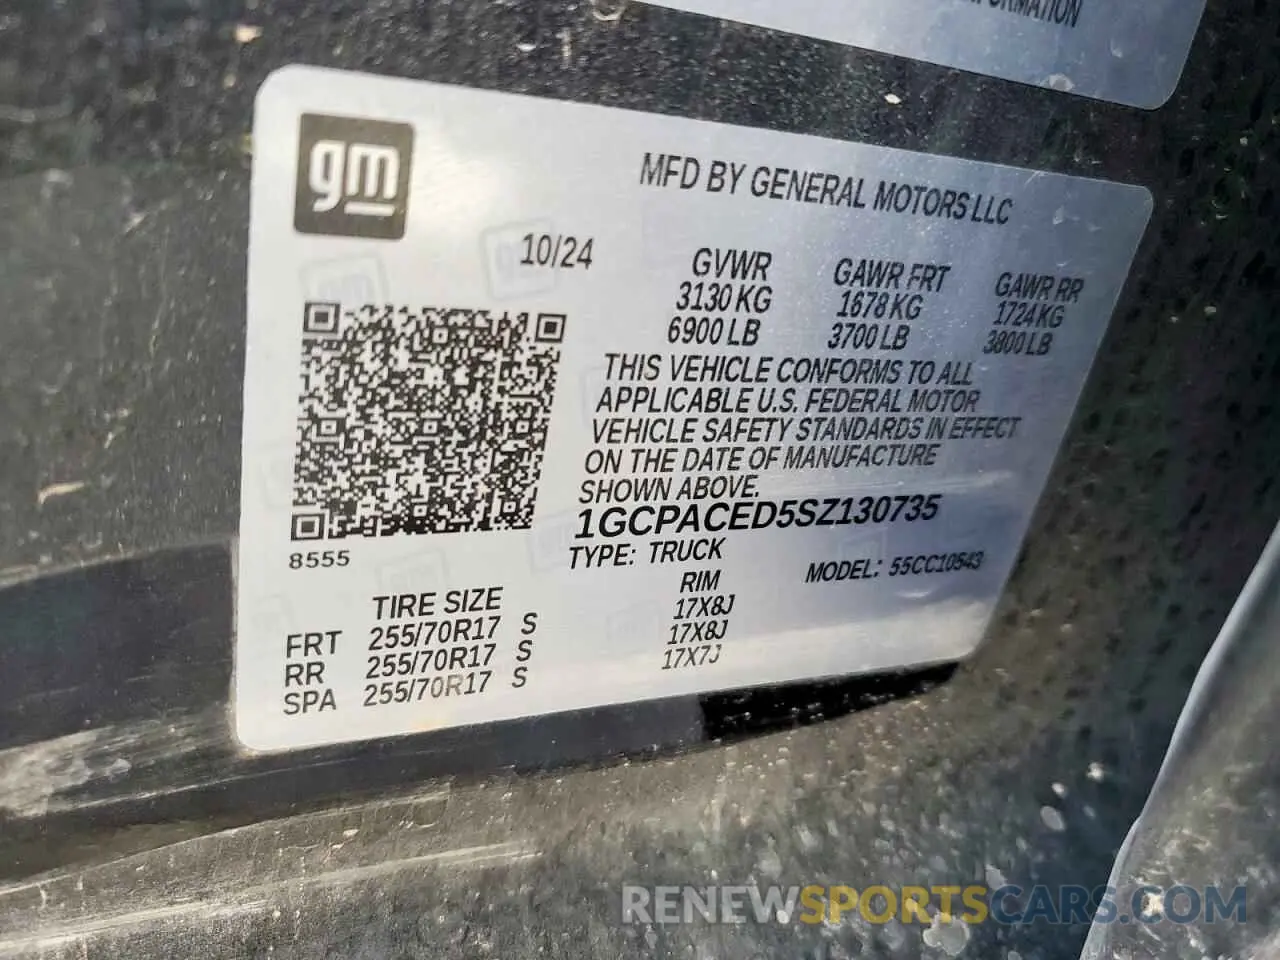 FORMATION
gm
MFD BY GENERAL MOTORS LLC
10/24
GVWR GAWR FRT GAWR RR
3130 KG 1678 KG 1724 KG
6900 LB 3700 LB 3800 LB
THIS VEHICLE CONFORMS TO ALL
APPLICABLE U.S. FEDERAL MOTOR
VEHICLE SAFETY STANDARDS IN EFFECT
ON THE DATE OF MANUFACTURE
SHOWN ABOVE.
1GCPACED5SZ130735
8555
TYPE: TRUCK MODEL: 55CC10543
TIRE SIZE RIM
FRT 255/70R17 S 17X8J
RR 255/70R17 S 17X8J
SPA 255/70R17 S 17X7J
RENEWSPORTSCARS.COM